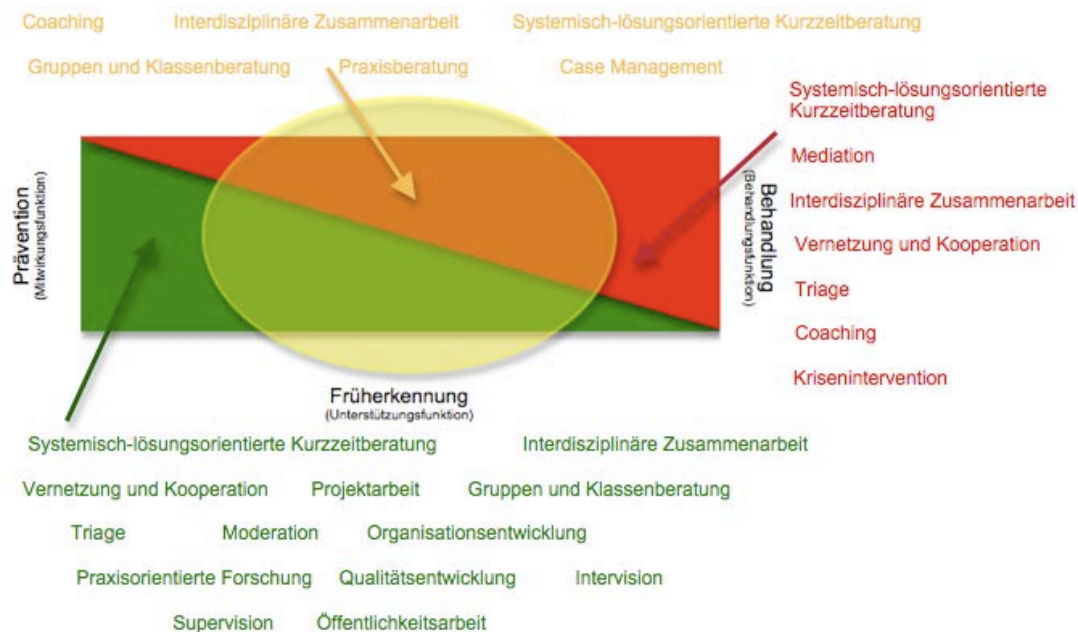 Coaching Interdisziplinäre Zusammenarbeit Systemisch-lösungsorientierte Kurzzeitberatung
Gruppen und Klassenberatung Praxisberatung Case Management
Systemisch-lösungsorientierte
Kurzzeitberatung
Mediation
Interdisziplinäre Zusammenarbeit
Vernetzung und Kooperation
Triage
Coaching
Krisenintervention
Prävention
(Mitwirkungsfunktion)
Behandlung
(Behandlungsfunktion)
Früherkennung
(Unterstützungsfunktion)
Systemisch-lösungsorientierte Kurzzeitberatung Interdisziplinäre Zusammenarbeit
Vernetzung und Kooperation Projektarbeit Gruppen und Klassenberatung
Triage Moderation Organisationsentwicklung
Praxisorientierte Forschung Qualitätsentwicklung Intervision
Supervision Öffentlichkeitsarbeit